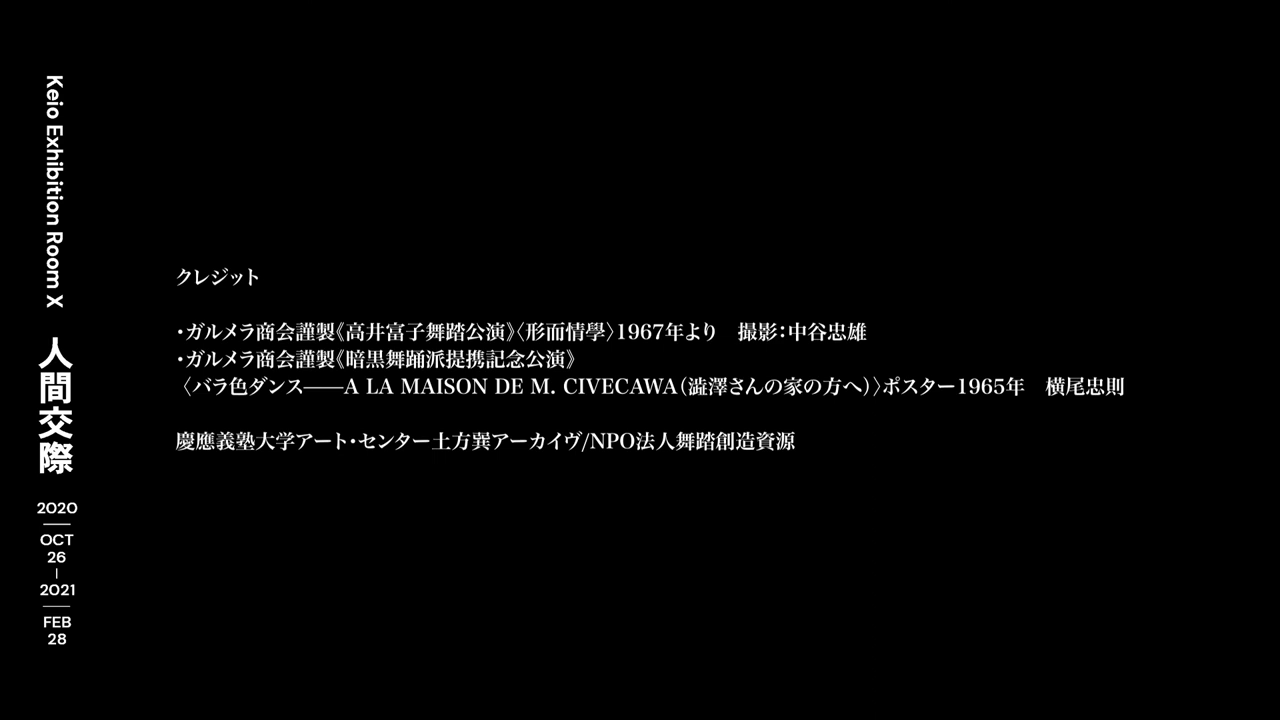 Keio Exhibition Room X
人間交際
2020
OCT
26
2021
FEB
28
クレジット
・ガルメラ商会謹製《高井富子舞踏公演》〈形而情學〉1967年より　撮影：中谷忠雄
・ガルメラ商会謹製《暗黒舞踊派提携記念公演》
〈バラ色ダンス——A LA MAISON DE M. CIVECAWA（澁澤さんの家の方へ）〉ポスター1965年　横尾忠則
慶應義塾大学アート・センター土方巽アーカイヴ/NPO法人舞踏創造資源